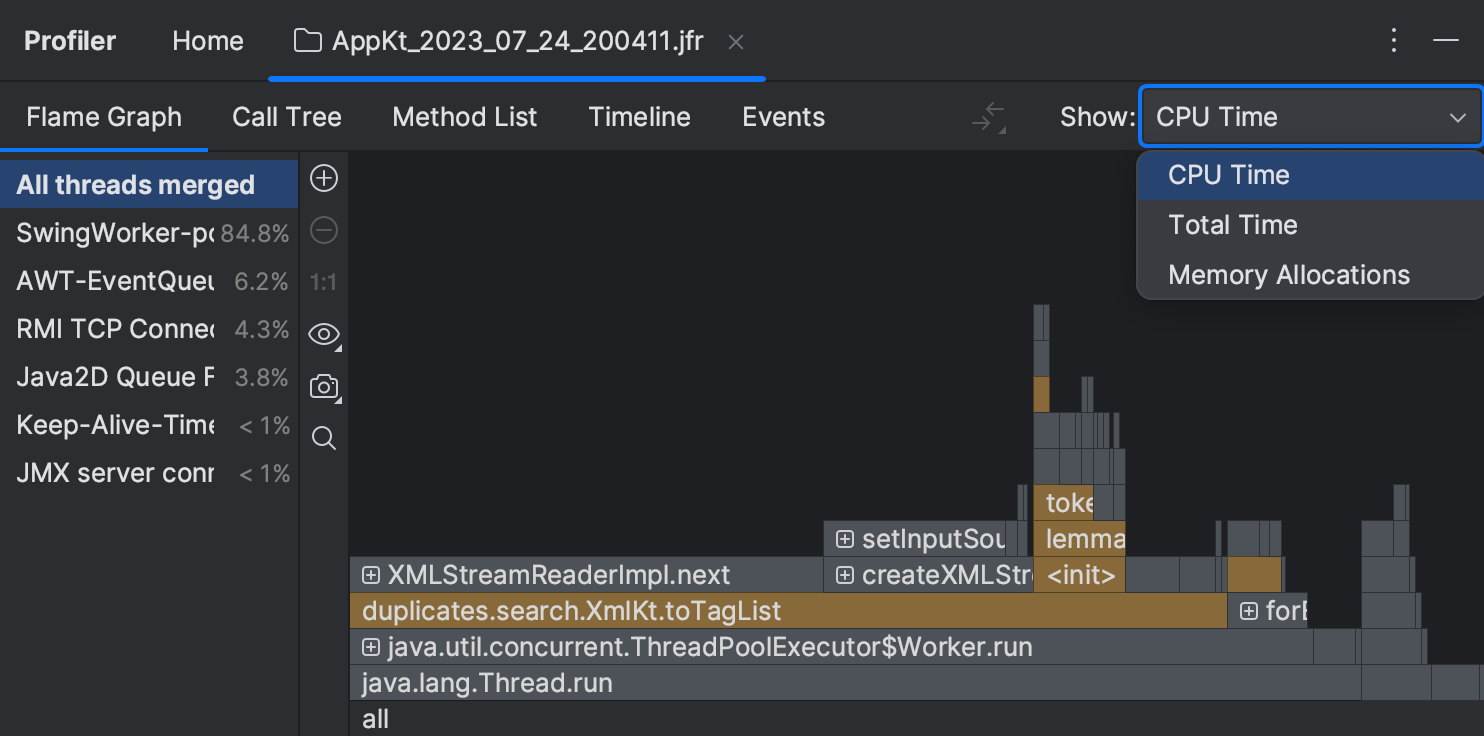 Profiler Home AppKt_2023_07_24_200411.jfr
Flame Graph Call Tree Method List Timeline Events Show: CPU Time
CPU Time
Total Time
Memory Allocations
All threads merged
SwingWorker-po 84.8%
AWT-EventQueu 6.2%
RMI TCP Connec 4.3%
Java2D Queue F 3.8%
Keep-Alive-Time < 1%
JMX server conn < 1%
1:1
toke
setInputSou lemma
XMLStreamReaderImpl.next createXMLStr <init>
duplicates.search.XmlKt.toTagList forE
java.util.concurrent.ThreadPoolExecutor$Worker.run
java.lang.Thread.run
all